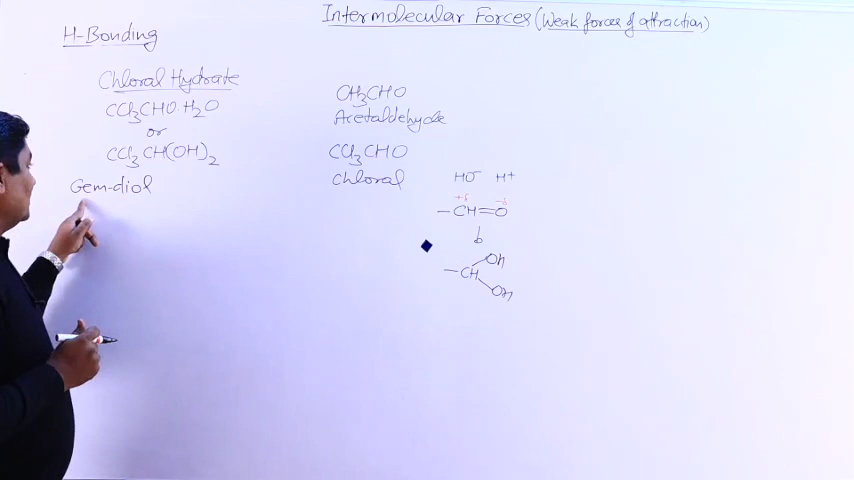 Intermolecular Forces (Weak forces of attraction)
H-Bonding
Chloral Hydrate
CCl3CHO.H2O
or
CCl3CH(OH)2
Gem-diol
CH3CHO
Acetaldehyde
CCl3CHO
Chloral
HO- H+
+δ -δ
-CH=O
↓
OH
-CH
OH